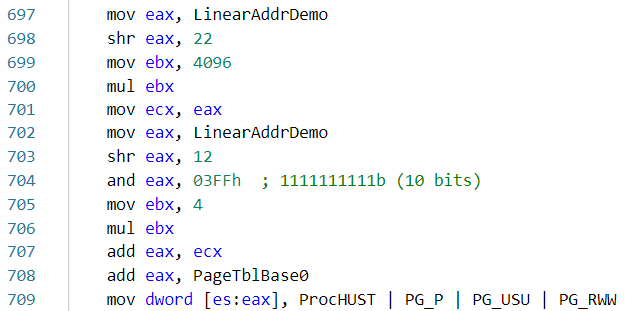 697 mov eax, LinearAddrDemo
698 shr eax, 22
699 mov ebx, 4096
700 mul ebx
701 mov ecx, eax
702 mov eax, LinearAddrDemo
703 shr eax, 12
704 and eax, 03FFh ; 1111111111b (10 bits)
705 mov ebx, 4
706 mul ebx
707 add eax, ecx
708 add eax, PageTblBase0
709 mov dword [es:eax], ProcHUST | PG_P | PG_USU | PG_RWW